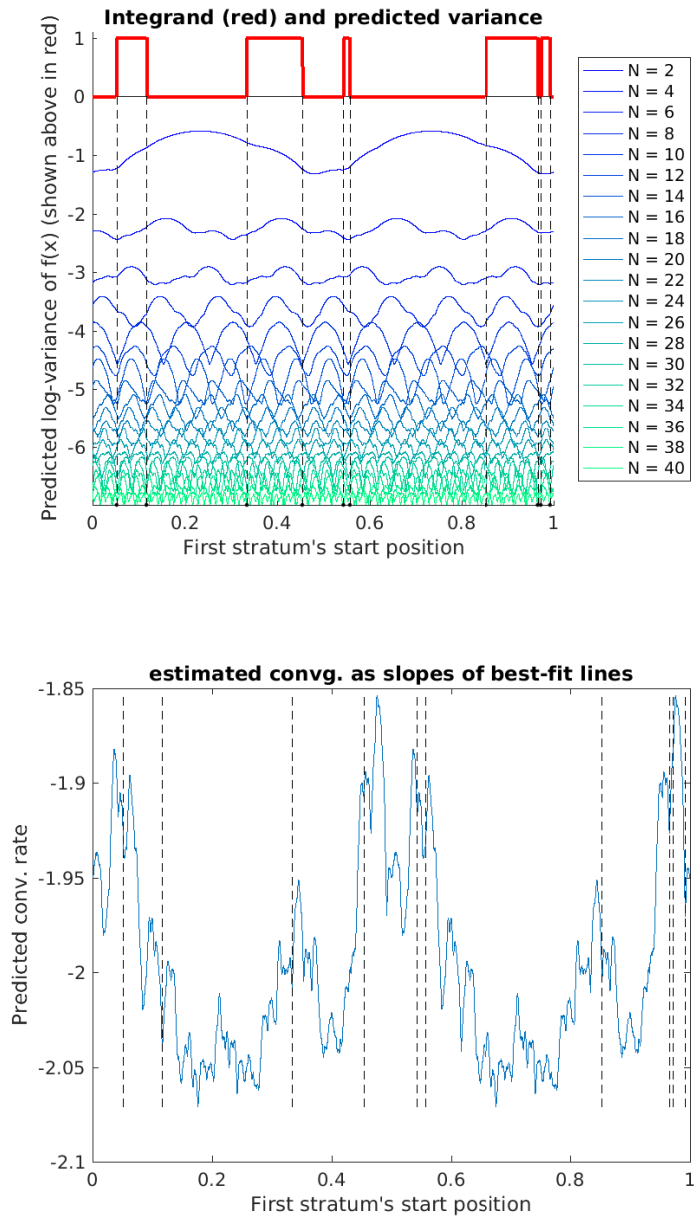 Integrand (red) and predicted variance
Predicted log-variance of f(x) (shown above in red)
1
0
-1
-2
-3
-4
-5
-6
0
0.2
0.4
0.6
0.8
1
First stratum's start position
N = 2
N = 4
N = 6
N = 8
N = 10
N = 12
N = 14
N = 16
N = 18
N = 20
N = 22
N = 24
N = 26
N = 28
N = 30
N = 32
N = 34
N = 36
N = 38
N = 40
estimated convg. as slopes of best-fit lines
Predicted conv. rate
-1.85
-1.9
-1.95
-2
-2.05
-2.1
0
0.2
0.4
0.6
0.8
1
First stratum's start position